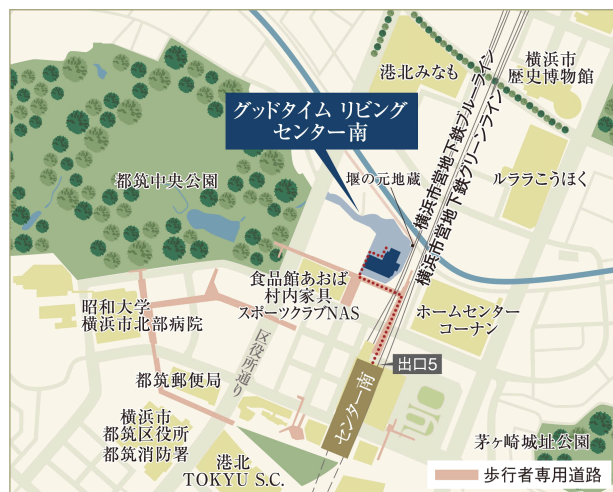 港北みなも
横浜市
歴史博物館
グッドタイム リビング
センター南
横浜市営地下鉄ブルーライン
横浜市営地下鉄グリーンライン
都筑中央公園
堰の元地蔵
ルララこうほく
食品館あおば
村内家具
スポーツクラブNAS
昭和大学
横浜市北部病院
ホームセンター
コーナン
区役所通り
出口5
都筑郵便局
センター南
横浜市
都筑区役所
都筑消防署
港北
TOKYU S.C.
茅ヶ崎城址公園
歩行者専用道路